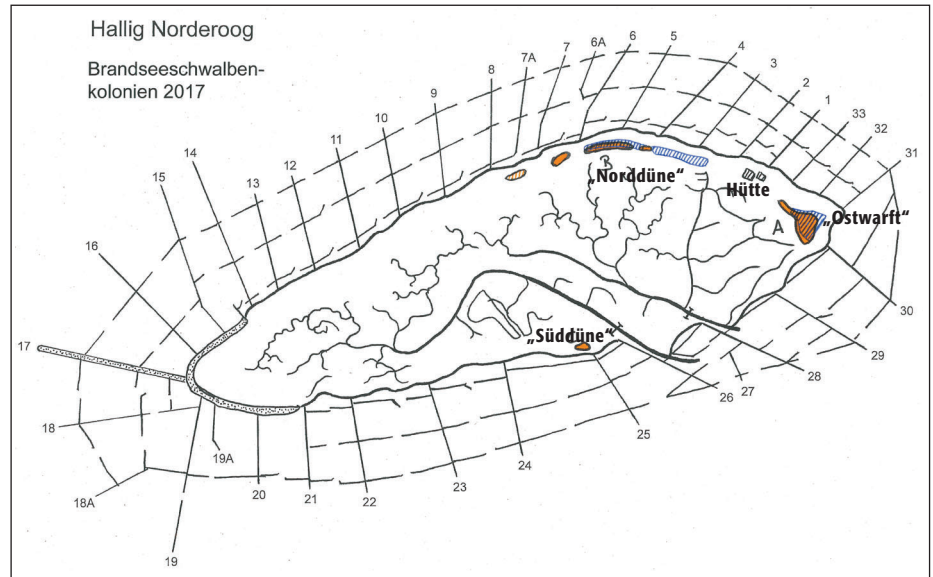 Hallig Norderoog
Brandseeschwalben-
kolonien 2017
6A
6
5
4
3
2
1
33
32
31
7
7A
8
9
10
11
12
13
14
15
16
17
„Norddüne“
Hütte
„Ostwarft“
A
„Süddüne“
18
18A
19
19A
20
21
22
23
24
25
26
27
28
29
30